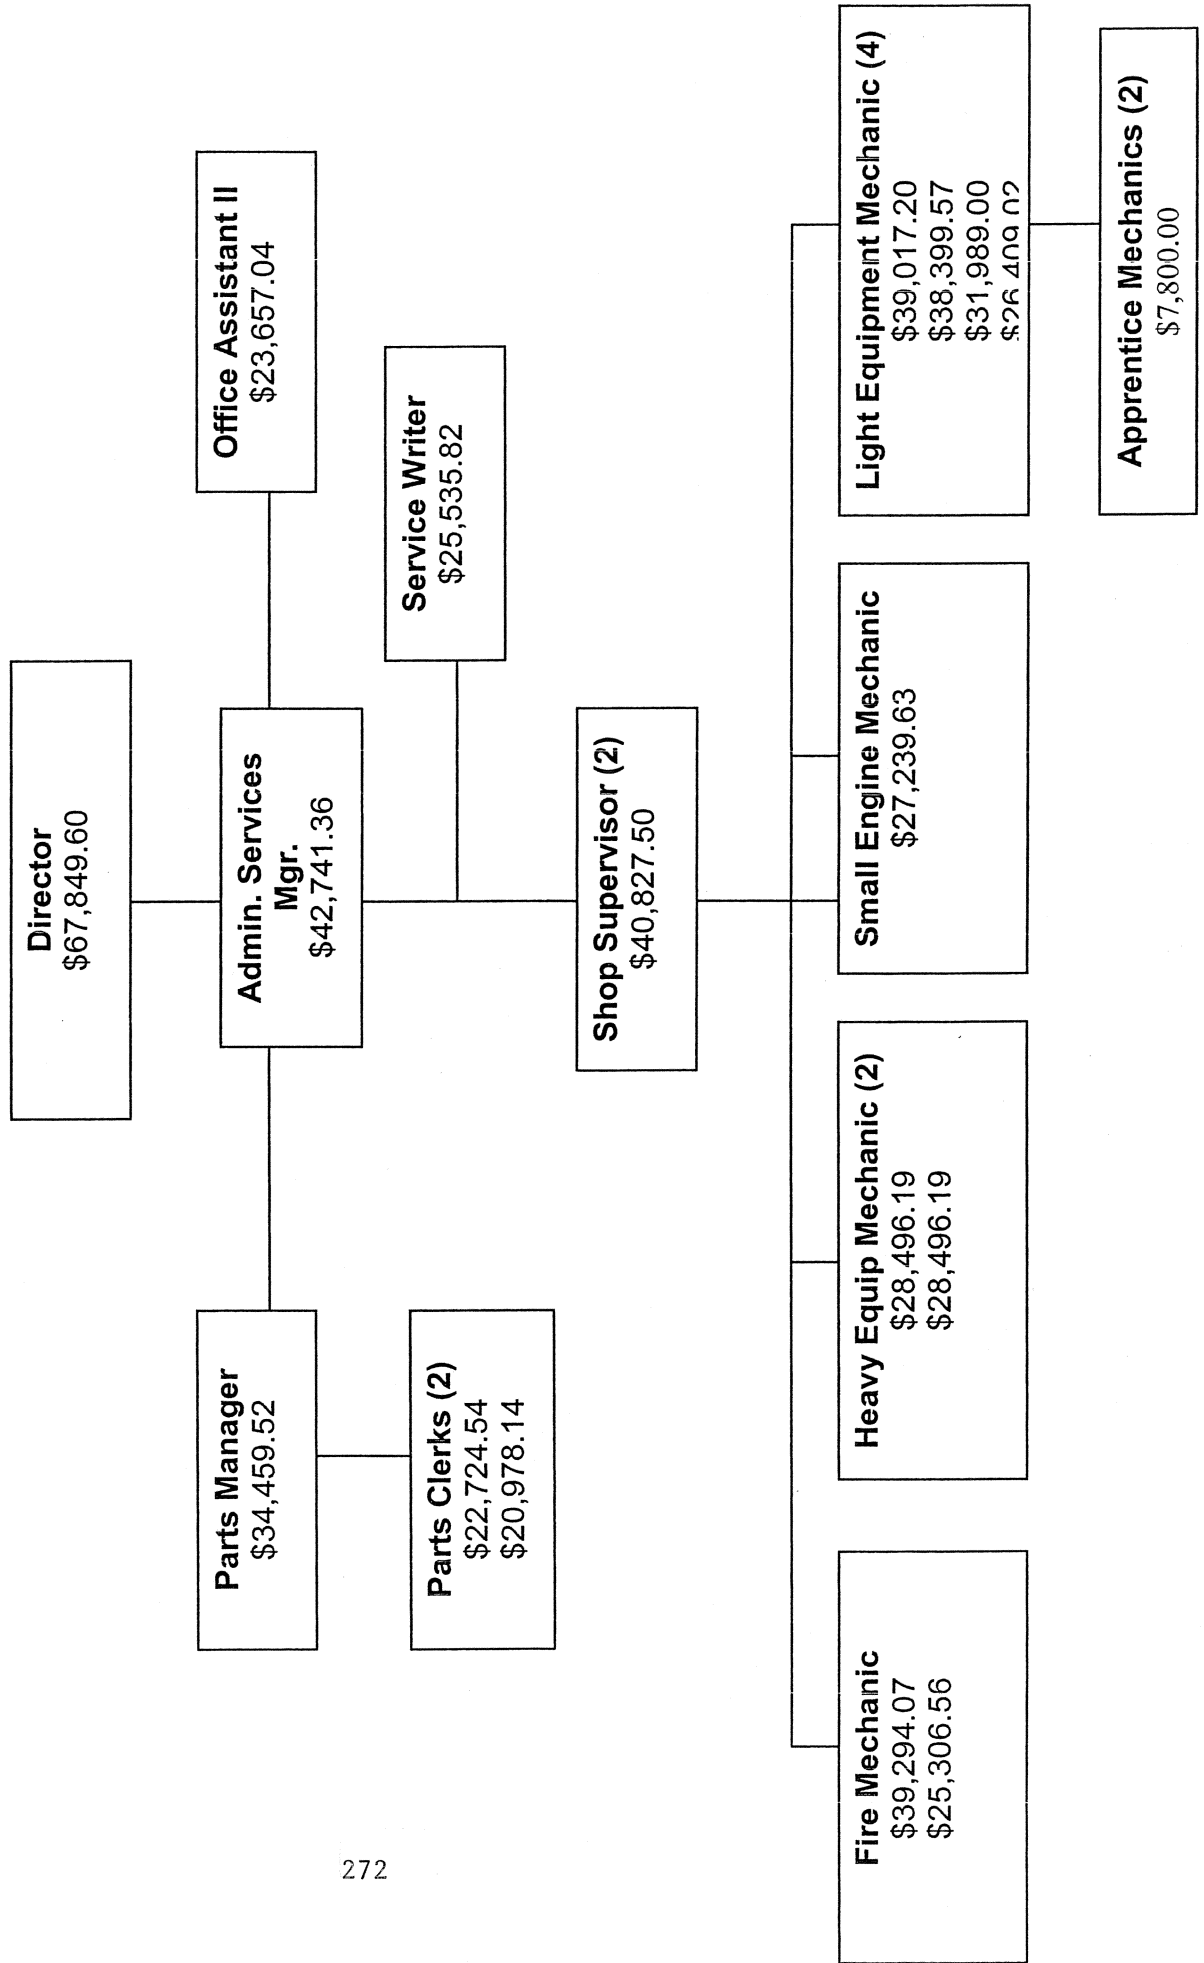 Director
$67,849.60
Office Assistant II
$23,657.04
Admin. Services
Mgr.
$42,741.36
Parts Manager
$34,459.52
Service Writer
$25,535.82
Parts Clerks (2)
$22,724.54
$20,978.14
Shop Supervisor (2)
$40,827.50
Fire Mechanic
$39,294.07
$25,306.56
Heavy Equip Mechanic (2)
$28,496.19
$28,496.19
Small Engine Mechanic
$27,239.63
Light Equipment Mechanic (4)
$39,017.20
$38,399.57
$31,989.00
$26,409.02
Apprentice Mechanics (2)
$7,800.00
272